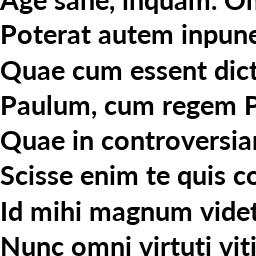 Age sane, inquam. On
Poterat autem inpune
Quae cum essent dict
Paulum, cum regem P
Quae in controversiar
Scisse enim te quis co
Id mihi magnum videt
Nunc omni virtuti viti